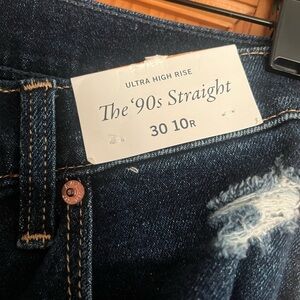 ULTRA HIGH RISE
The '90s Straight
30 10R